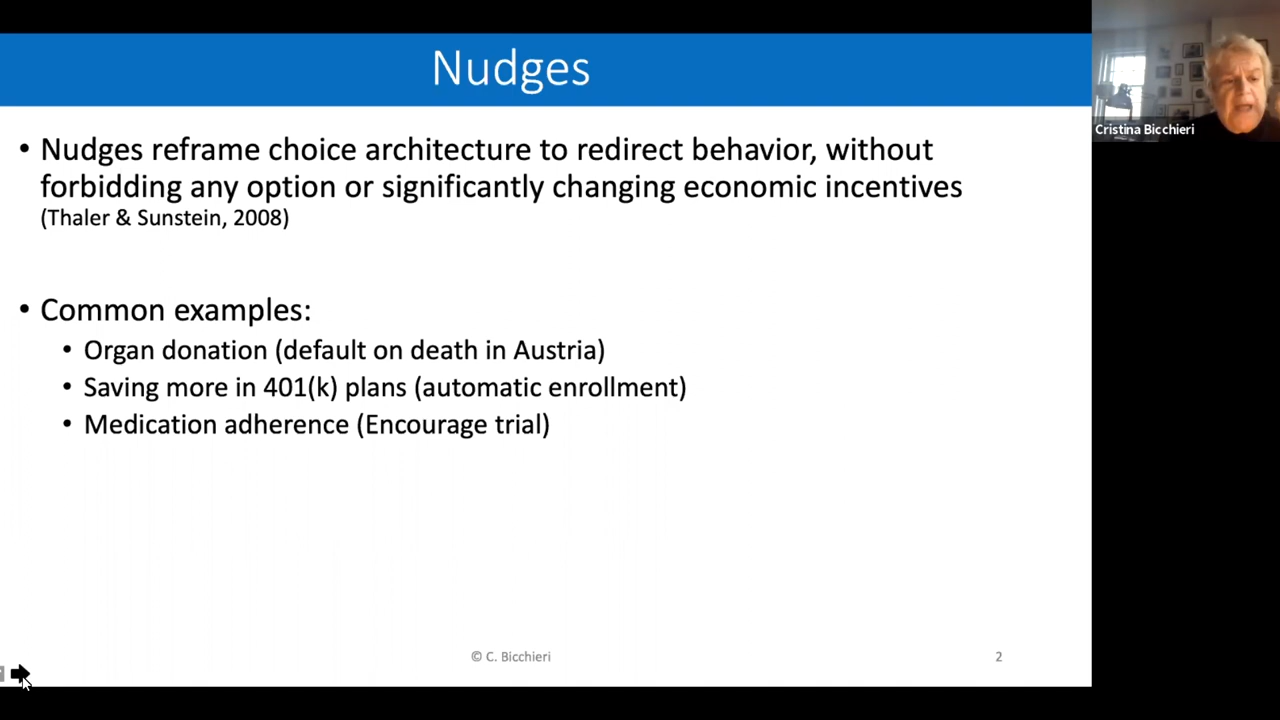 Nudges
• Nudges reframe choice architecture to redirect behavior, without
forbidding any option or significantly changing economic incentives
(Thaler & Sunstein, 2008)
• Common examples:
• Organ donation (default on death in Austria)
• Saving more in 401(k) plans (automatic enrollment)
• Medication adherence (Encourage trial)
© C. Bicchieri
2
Cristina Bicchieri